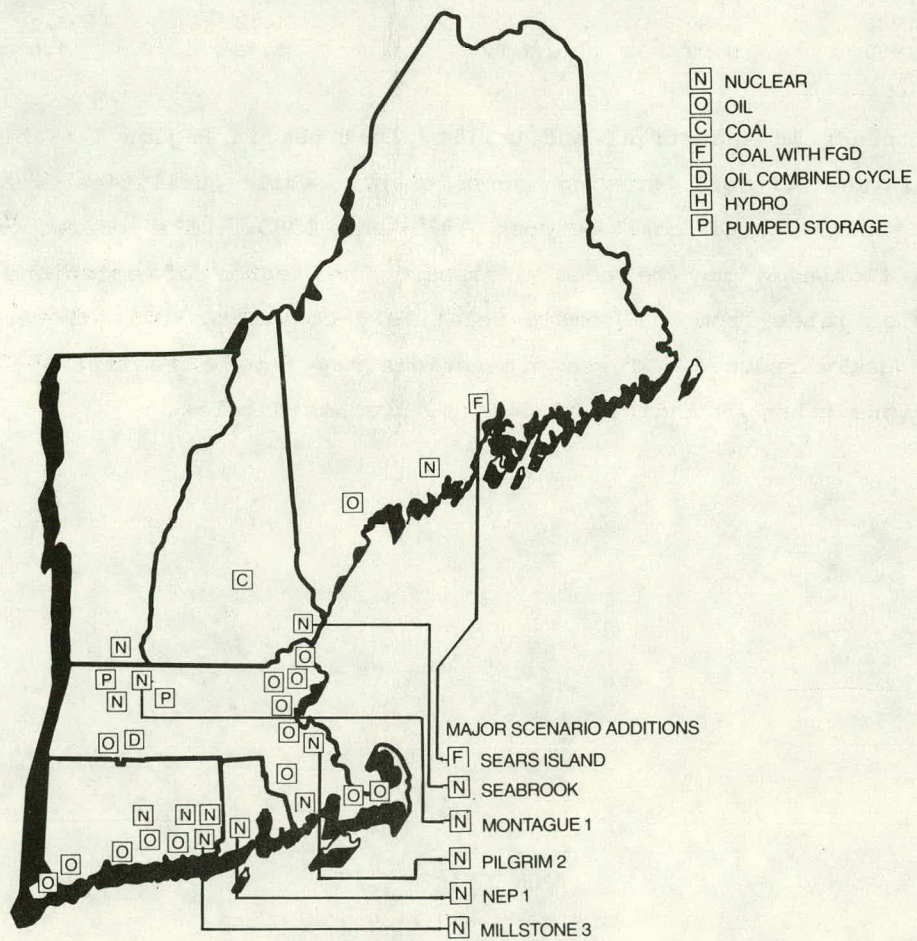 N NUCLEAR
O OIL
C COAL
F COAL WITH FGD
D OIL COMBINED CYCLE
H HYDRO
P PUMPED STORAGE
F
N
O
C
N
N O
P N O O
N P O
O
O D N
O
N O O
N N N
N
O O N
O
O
O
MAJOR SCENARIO ADDITIONS
F SEARS ISLAND
N SEABROOK
N MONTAGUE 1
N PILGRIM 2
N NEP 1
N MILLSTONE 3